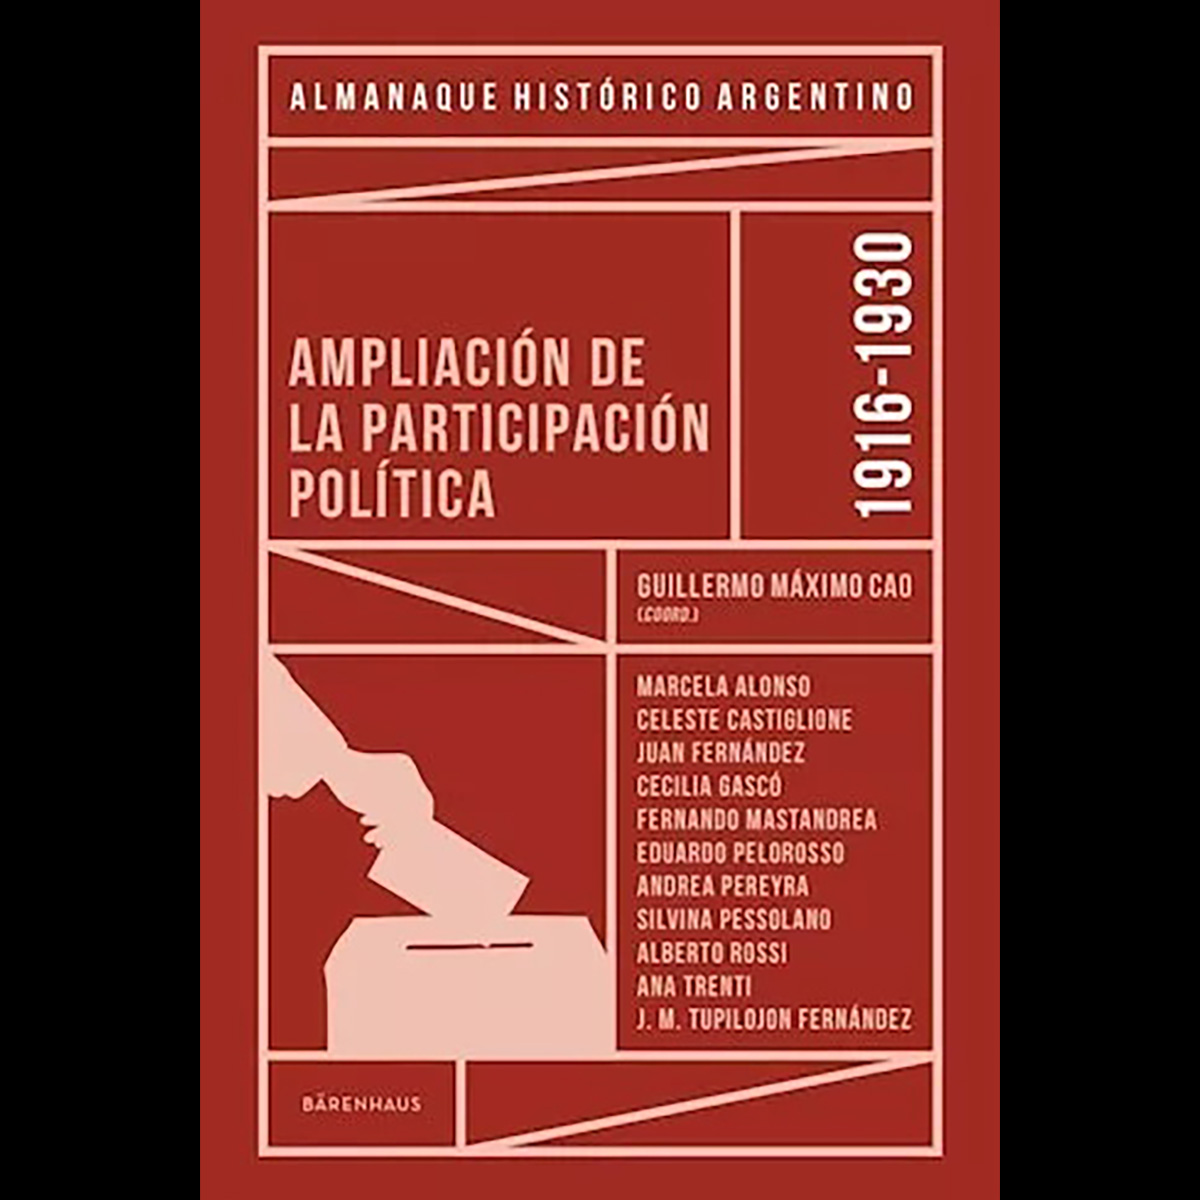 ALMANAQUE HISTÓRICO ARGENTINO
AMPLIACIÓN DE
LA PARTICIPACIÓN
POLÍTICA
1916-1930
GUILLERMO MÁXIMO CAO
(COORD.)
MARCELA ALONSO
CELESTE CASTIGLIONE
JUAN FERNÁNDEZ
CECILIA GASCÓ
FERNANDO MASTANDREA
EDUARDO PELOROSSO
ANDREA PEREYRA
SILVINA PESSOLANO
ALBERTO ROSSI
ANA TRENTI
J. M. TUPILOJON FERNÁNDEZ
BÄRENHAUS